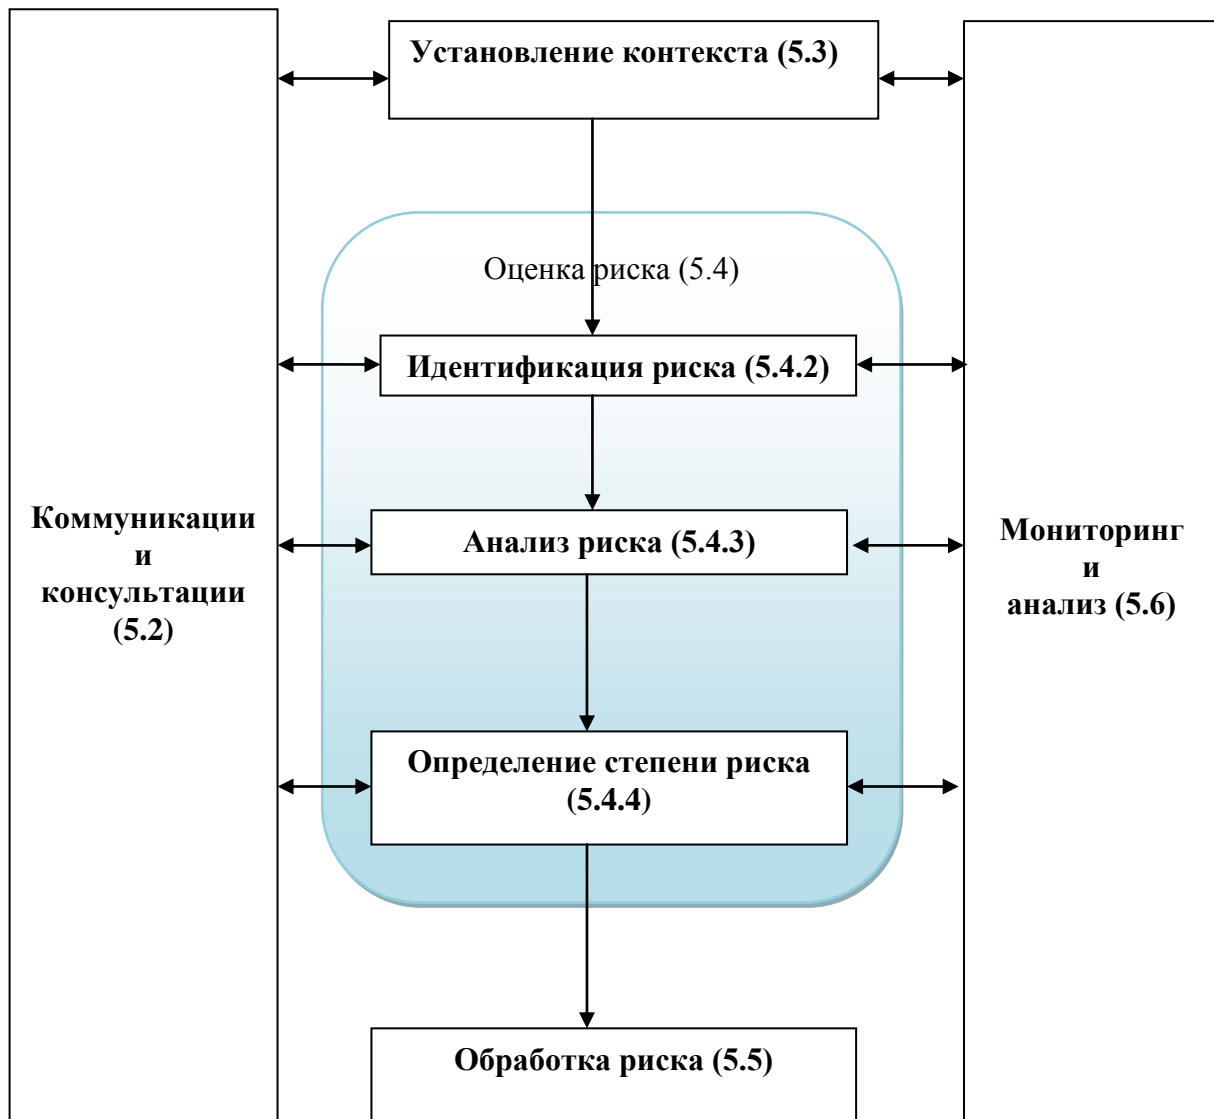 Установление контекста (5.3)
Оценка риска (5.4)
Идентификация риска (5.4.2)
Коммуникации
и
консультации
(5.2)
Анализ риска (5.4.3)
Мониторинг
и
анализ (5.6)
Определение степени риска
(5.4.4)
Обработка риска (5.5)